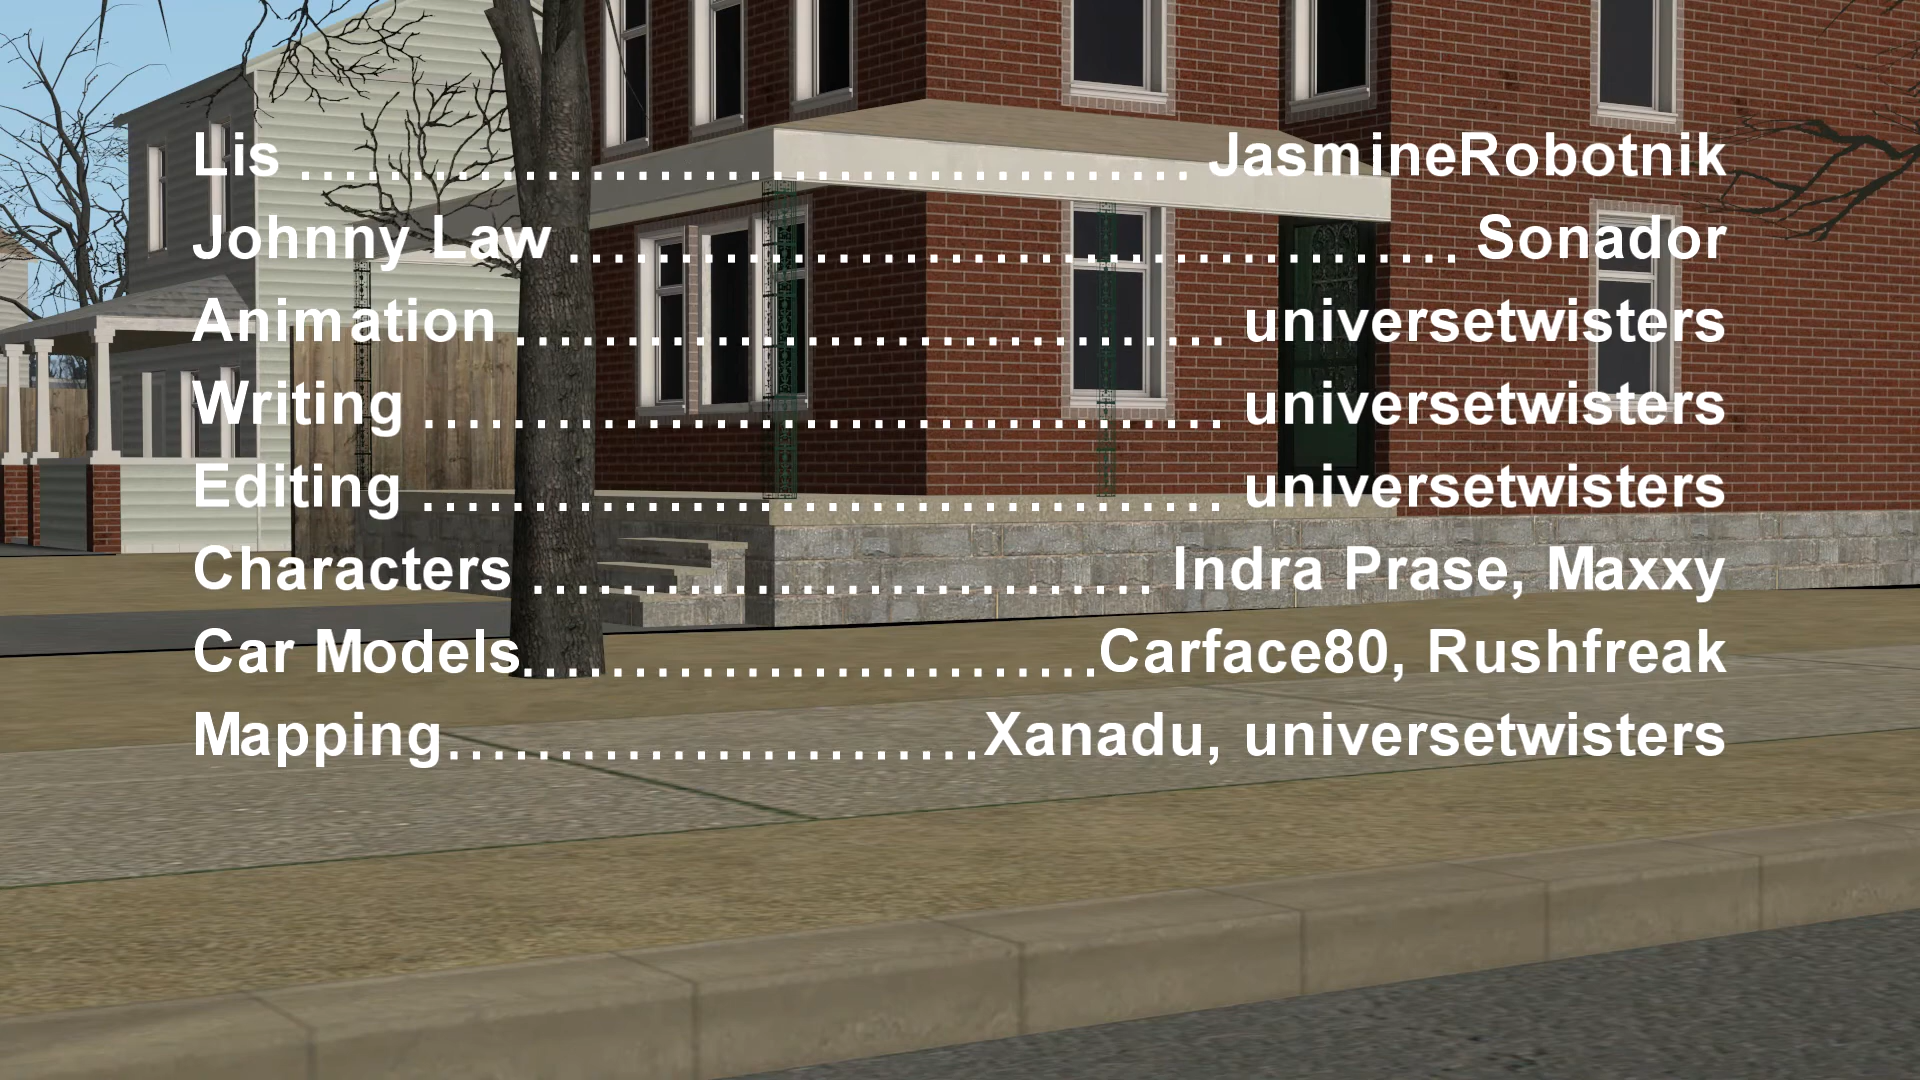 Lis ........................................ JasmineRobotnik
Johnny Law ........................................ Sonador
Animation ................................ universetwisters
Writing .................................... universetwisters
Editing .................................... universetwisters
Characters ............................ Indra Prase, Maxxy
Car Models..........................Carface80, Rushfreak
Mapping........................Xanadu, universetwisters